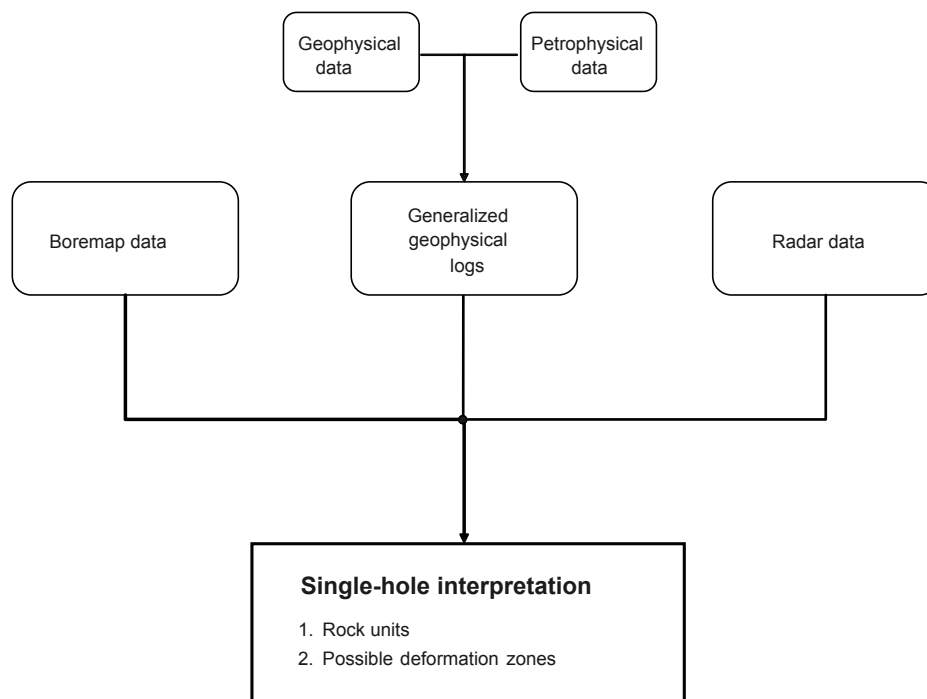 Geophysical
data
Petrophysical
data
Boremap data
Generalized
geophysical
logs
Radar data
Single-hole interpretation
1. Rock units
2. Possible deformation zones